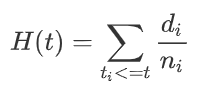 H(t) = \sum_{t_i <= t} \frac{d_i}{n_i}